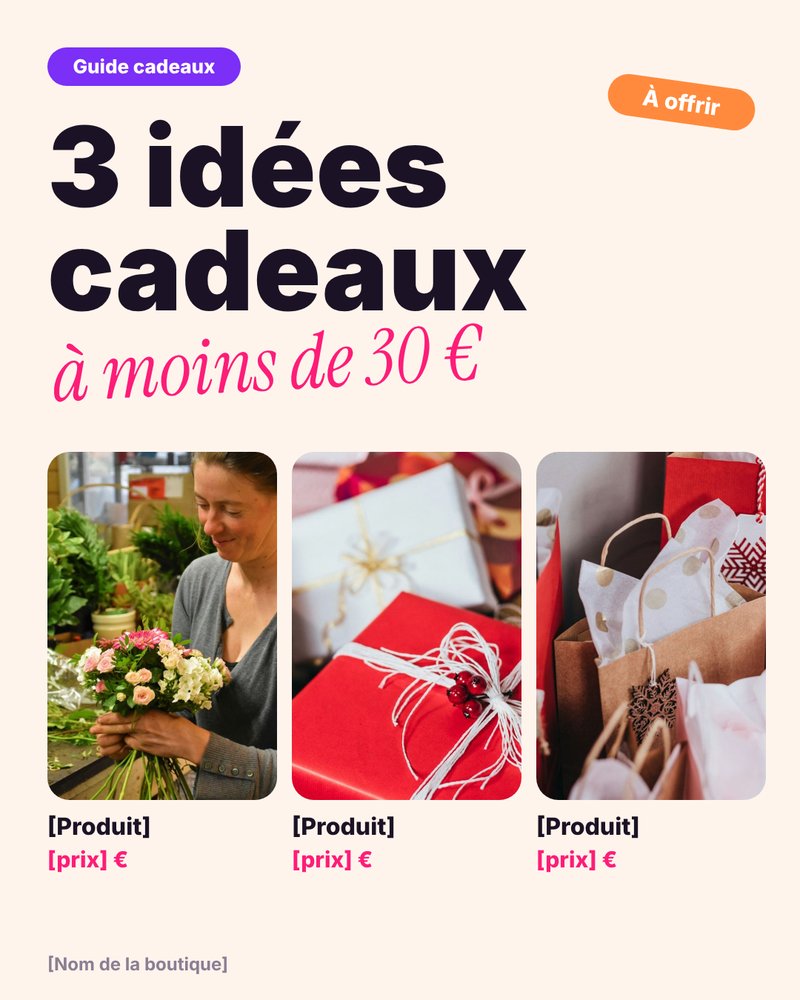 Guide cadeaux
À offrir
3 idées
cadeaux
à moins de 30 €
[Produit]
[prix] €
[Produit]
[prix] €
[Produit]
[prix] €
[Nom de la boutique]